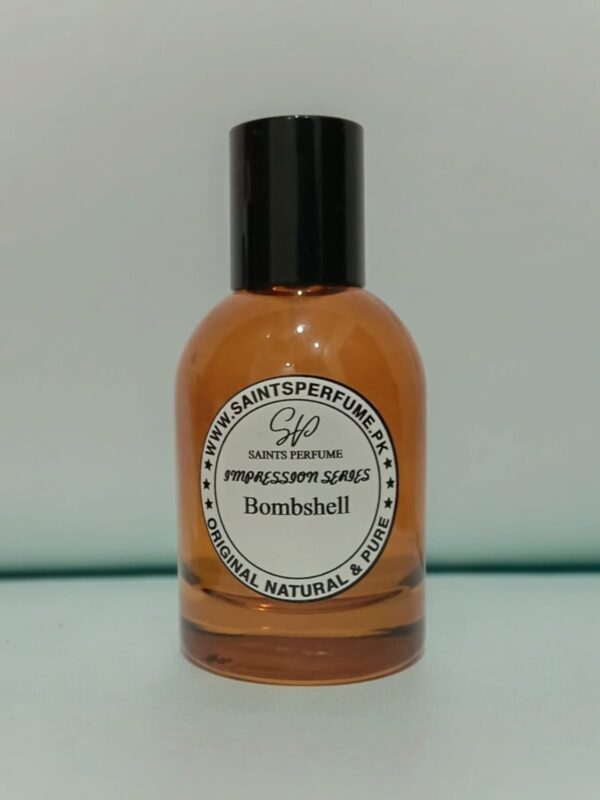 WWW.SAINTSPERFUME.PK
SP
SAINTS PERFUME
IMPRESSION SERIES
Bombshell
ORIGINAL NATURAL & PURE